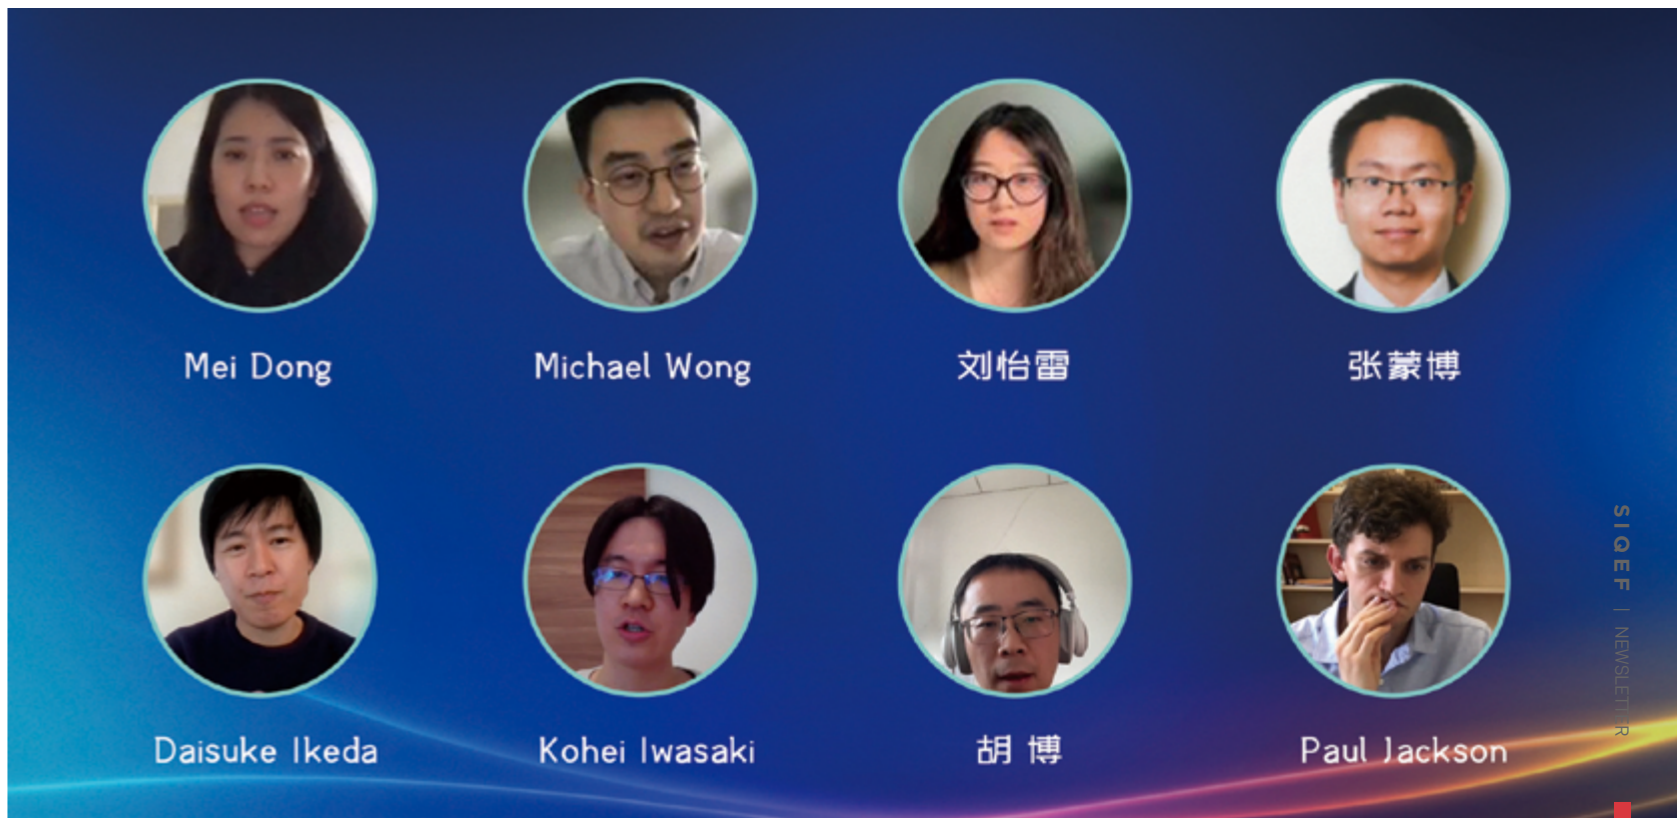 Mei Dong
Michael Wong
刘怡雷
张蒙博
Daisuke Ikeda
Kohei Iwasaki
胡 博
Paul Jackson
SIQEF | NEWSLETTER